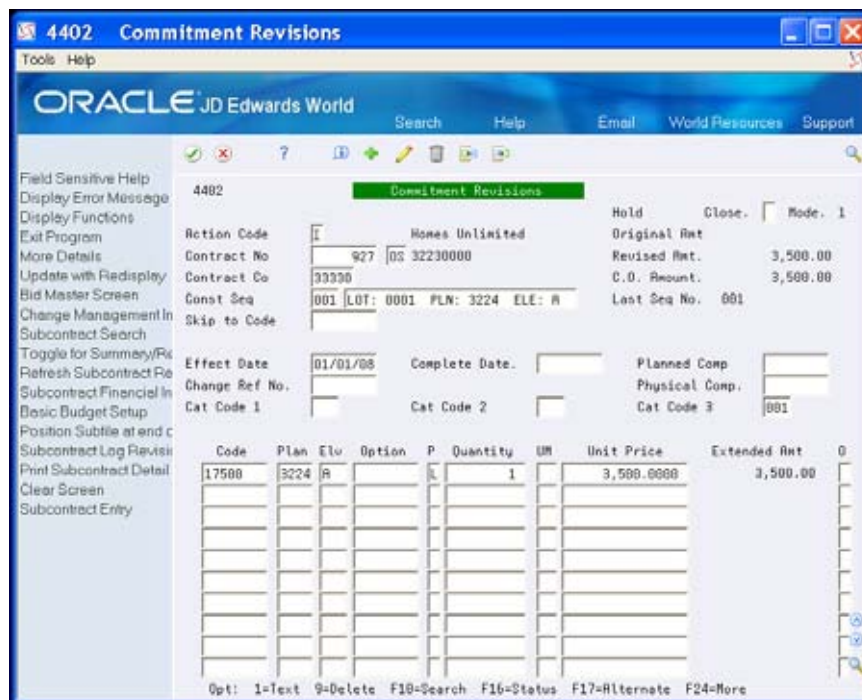 4402 Commitment Revisions
Tools Help
ORACLE JD Edwards World
Search Help Email World Resources Support
Field Sensitive Help
Display Error Message
Display Functions
Exit Program
More Details
Update with Redisplay
Bid Master Screen
Change Management In
Subcontract Search
Toggle for Summary/Re
Refresh Subcontract Re
Subcontract Financial In
Basic Budget Setup
Position Subfile at end o
Subcontract Log Revisi
Print Subcontract Detail
Clear Screen
Subcontract Entry
4402 Commitment Revisions
Hold Close. Mode. 1
Action Code I Homes Unlimited Original Amt
Contract No 927 OS 32230000 Revised Amt. 3,500.00
Contract Co 33330 C.O. Amount. 3,500.00
Const Seq 001 LOT: 0001 PLN: 3224 ELE: A Last Seq No. 001
Skip to Code
Effect Date 01/01/08 Complete Date. Planned Comp
Change Ref No. Physical Comp.
Cat Code 1 Cat Code 2 Cat Code 3 001
Code Plan Elv Option P Quantity UM Unit Price Extended Amt O
17500 3224 A L 1 3,500.0000 3,500.00
Opt: 1=Text 9=Delete F10=Search F16=Status F17=Alternate F24=More